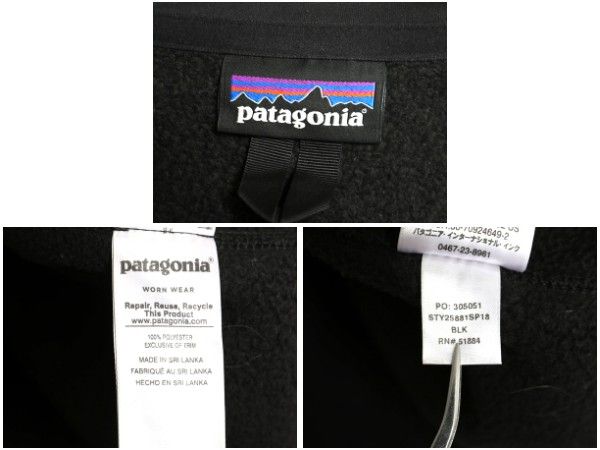 patagonia®
patagonia®
WORN WEAR
Repair, Reuse, Recycle
This Product
www.patagonia.com
100% POLYESTER
EXCLUSIVE OF TRIM
MADE IN SRI LANKA
FABRIQUÉ AU SRI LANKA
HECHO EN SRI LANKA
パタゴニア・インターナショナル・インク
0467-23-8961
PO: 305051
STY25881SP18
BLK
RN#: 51884